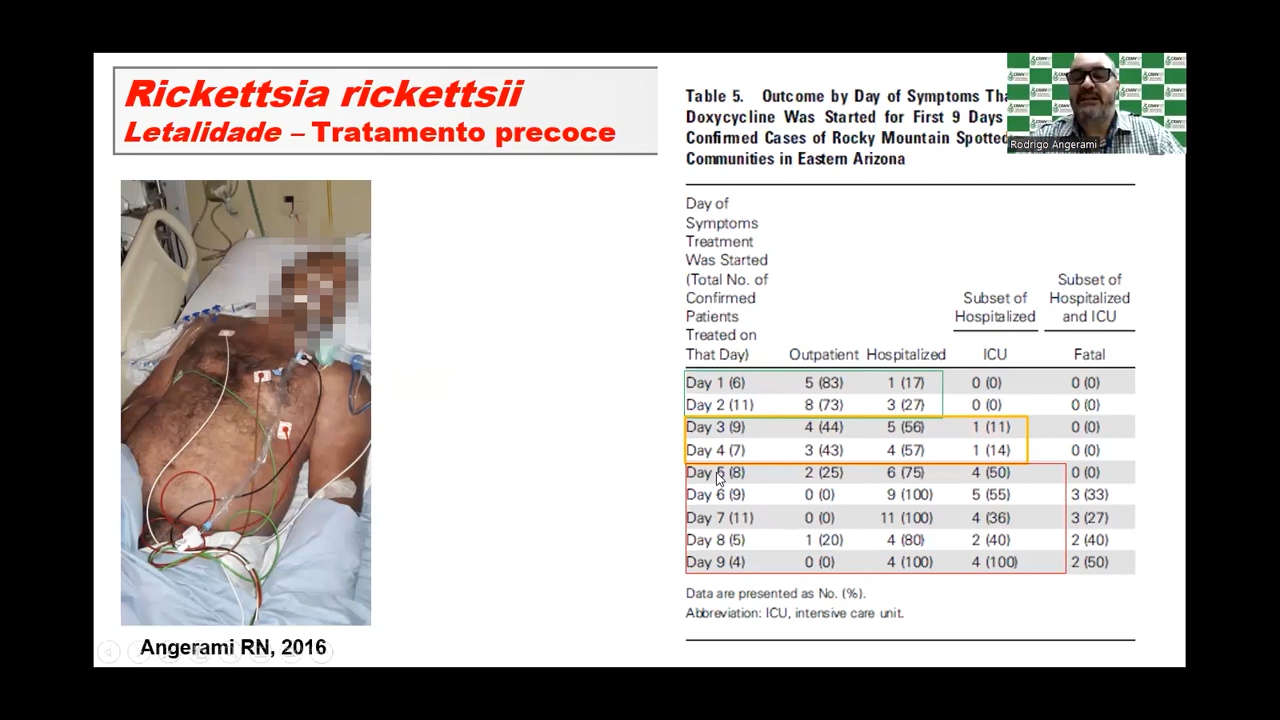 Rickettsia rickettsii
Letalidade – Tratamento precoce
Angerami RN, 2016
Rodrigo Angerami
Table 5. Outcome by Day of Symptoms
Doxycycline Was Started for First 9 Days
Confirmed Cases of Rocky Mountain
Communities in Eastern Arizona
Day of
Symptoms
Treatment
Was Started
(Total No. of
Confirmed
Patients
Treated on
That Day)
Outpatient
Hospitalized
Subset of
Hospitalized
ICU
Subset of
Hospitalized
and ICU
Fatal
Day 1 (6) 5 (83) 1 (17) 0 (0) 0 (0)
Day 2 (11) 8 (73) 3 (27) 0 (0) 0 (0)
Day 3 (9) 4 (44) 5 (56) 1 (11) 0 (0)
Day 4 (7) 3 (43) 4 (57) 1 (14) 0 (0)
Day 5 (8) 2 (25) 6 (75) 4 (50) 0 (0)
Day 6 (9) 0 (0) 9 (100) 5 (55) 3 (33)
Day 7 (11) 0 (0) 11 (100) 4 (36) 3 (27)
Day 8 (5) 1 (20) 4 (80) 2 (40) 2 (40)
Day 9 (4) 0 (0) 4 (100) 4 (100) 2 (50)
Data are presented as No. (%).
Abbreviation: ICU, intensive care unit.